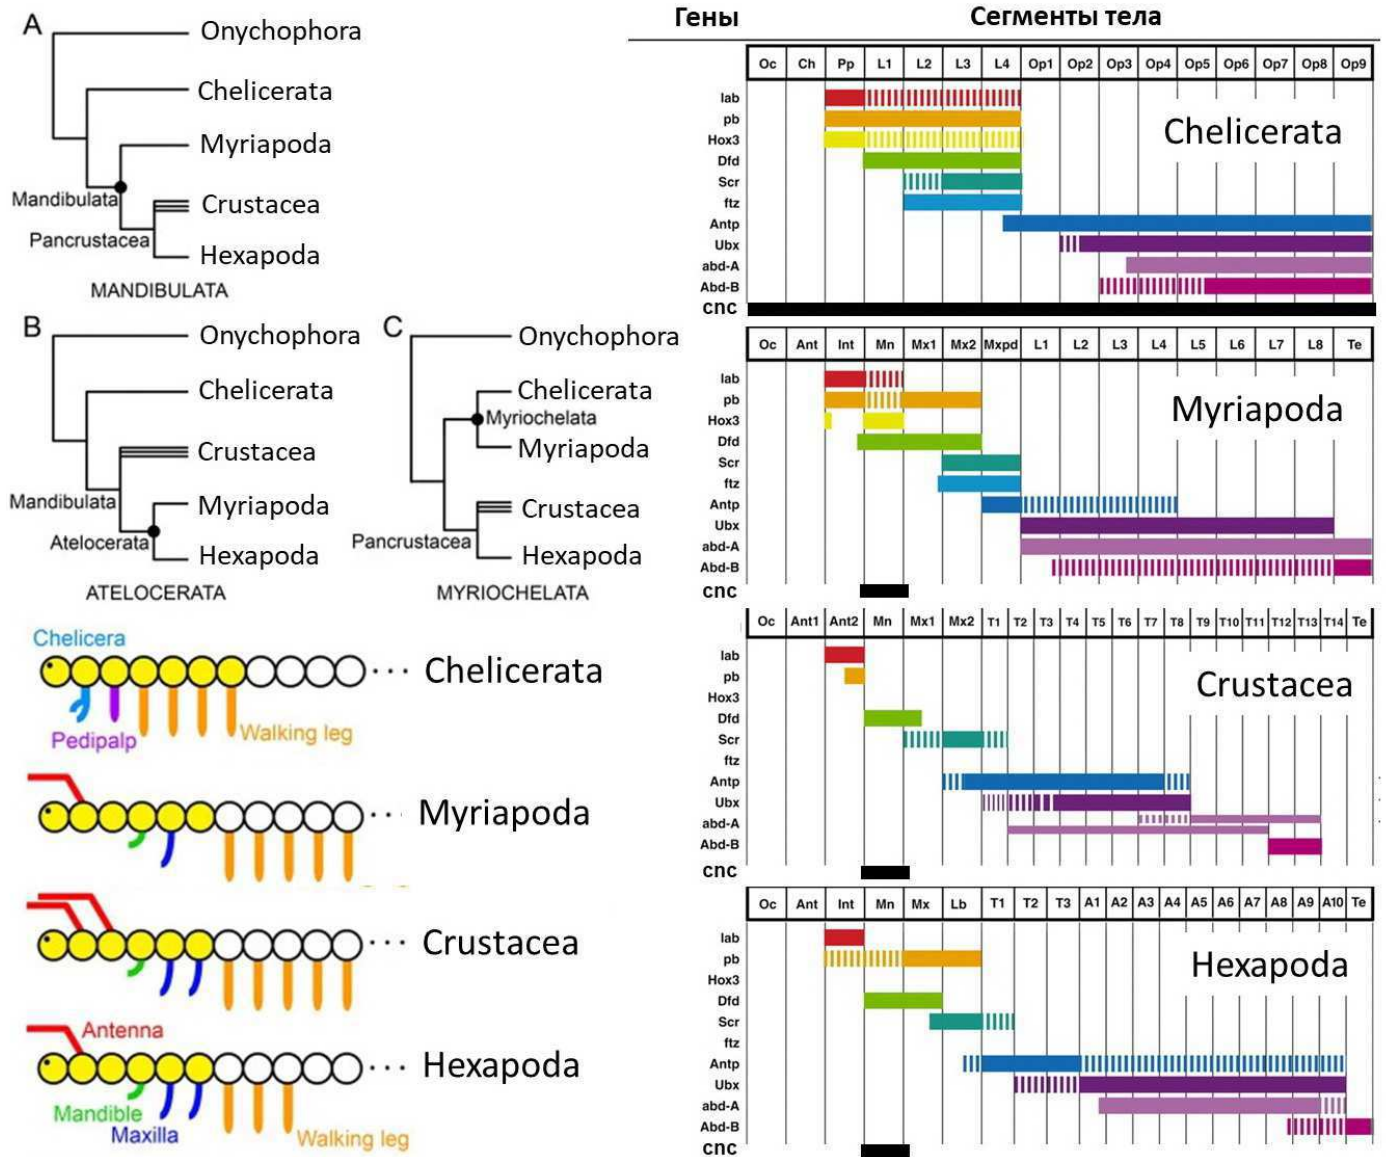 A
Onychophora
Chelicerata
Myriapoda
Mandibulata
Crustacea
Pancrustacea
Hexapoda
MANDIBULATA
B
Onychophora
Chelicerata
Crustacea
Mandibulata
Myriapoda
Atelocerata
Hexapoda
ATELOCERATA
C
Onychophora
Chelicerata
Myriochelata
Myriapoda
Crustacea
Pancrustacea
Hexapoda
MYRIOCHELATA
Chelicera
Chelicerata
Pedipalp
Walking leg
Myriapoda
Crustacea
Antenna
Hexapoda
Mandible
Maxilla
Walking leg
Гены Сегменты тела
Oc Ch Pp L1 L2 L3 L4 Op1 Op2 Op3 Op4 Op5 Op6 Op7 Op8 Op9
lab
pb
Hox3
Dfd
Scr
ftz
Antp
Ubx
abd-A
Abd-B
cnc
Chelicerata
Oc Ant Int Mn Mx1 Mx2 Mxpd L1 L2 L3 L4 L5 L6 L7 L8 Te
lab
pb
Hox3
Dfd
Scr
ftz
Antp
Ubx
abd-A
Abd-B
cnc
Myriapoda
Oc Ant1 Ant2 Mn Mx1 Mx2 T1 T2 T3 T4 T5 T6 T7 T8 T9 T10 T11 T12 T13 T14 Te
lab
pb
Hox3
Dfd
Scr
ftz
Antp
Ubx
abd-A
Abd-B
cnc
Crustacea
Oc Ant Int Mn Mx Lb T1 T2 T3 A1 A2 A3 A4 A5 A6 A7 A8 A9 A10 Te
lab
pb
Hox3
Dfd
Scr
ftz
Antp
Ubx
abd-A
Abd-B
cnc
Hexapoda